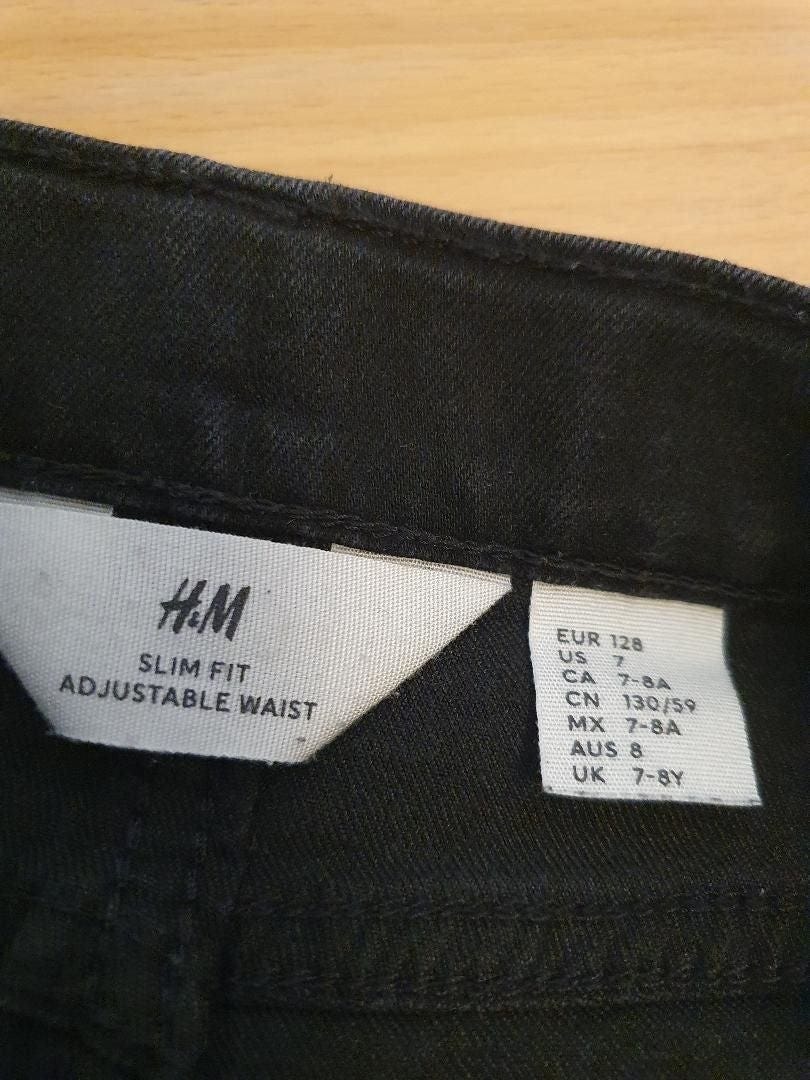 H&M
SLIM FIT
ADJUSTABLE WAIST
EUR 128
US 7
CA 7-8A
CN 130/59
MX 7-8A
AUS 8
UK 7-8Y